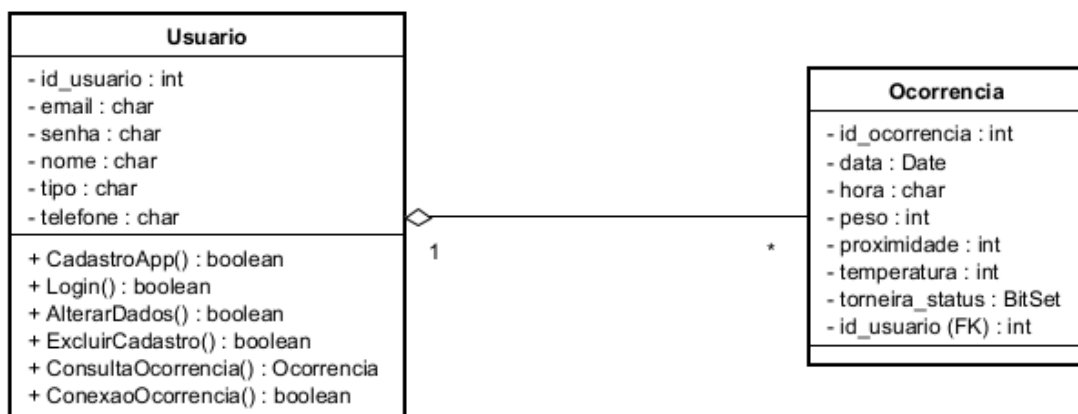 Usuario
- id_usuario : int
- email : char
- senha : char
- nome : char
- tipo : char
- telefone : char
+ CadastroApp() : boolean
+ Login() : boolean
+ AlterarDados() : boolean
+ ExcluirCadastro() : boolean
+ ConsultaOcorrencia() : Ocorrencia
+ ConexaoOcorrencia() : boolean
1
*
Ocorrencia
- id_ocorrencia : int
- data : Date
- hora : char
- peso : int
- proximidade : int
- temperatura : int
- torneira_status : BitSet
- id_usuario (FK) : int